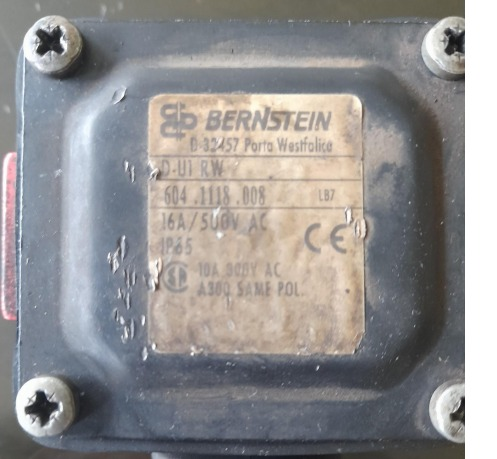 BERNSTEIN
D-32457 Porta Westfalica
D-U1 RW
604.1118.008 LB7
16A/500V AC
IP65
CE
10A 300V AC
A300 SAME POL.